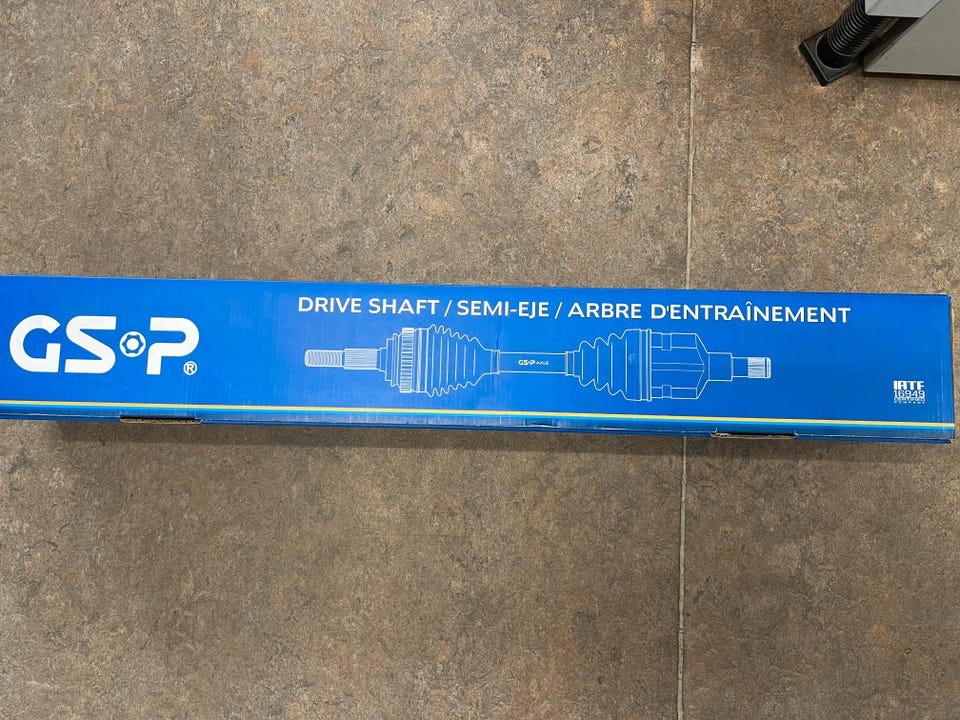 GSP®
DRIVE SHAFT / SEMI-EJE / ARBRE D'ENTRAÎNEMENT
GSP AXLE
IATF
16949